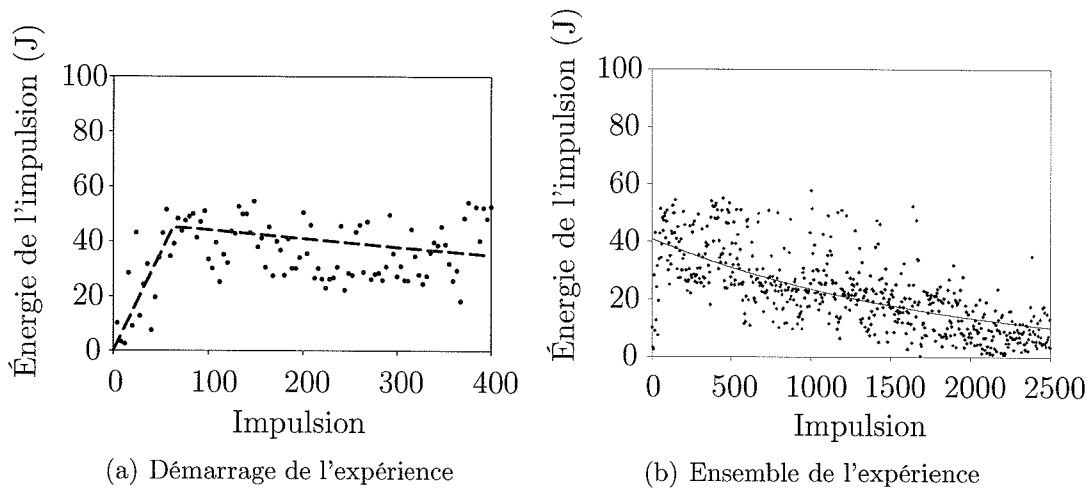 Énergie de l'impulsion (J)
100
80
60
40
20
0
0 100 200 300 400
Impulsion
(a) Démarrage de l'expérience
Énergie de l'impulsion (J)
100
80
60
40
20
0
0 500 1000 1500 2000 2500
Impulsion
(b) Ensemble de l'expérience